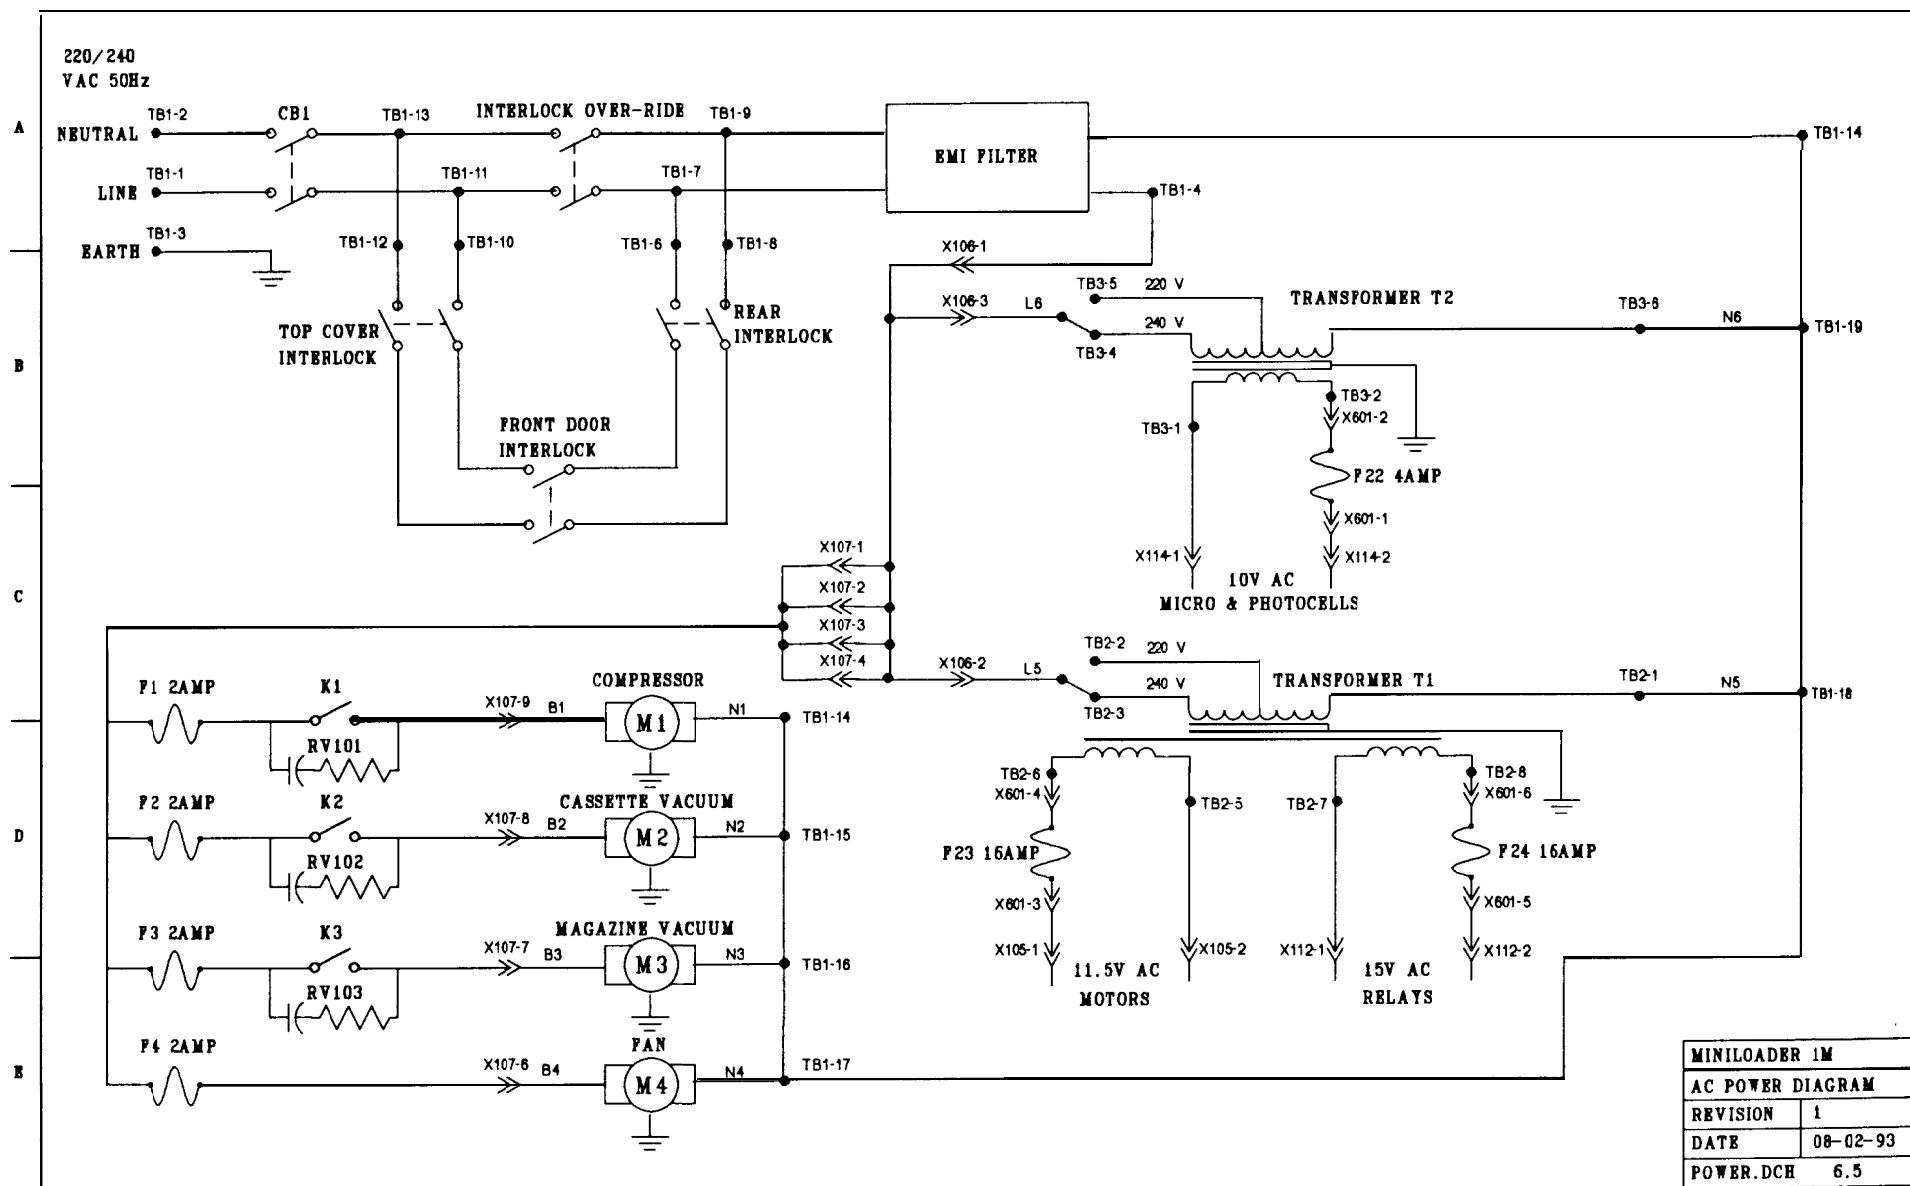 220/240
VAC 50Hz
TB1-2
CB1
TB1-13
INTERLOCK OVER-RIDE
TB1-9
A
NEUTRAL
EMI FILTER
TB1-14
TB1-1
LINE
TB1-11
TB1-7
TB1-4
TB1-3
EARTH
TB1-12
TB1-10
TB1-6
TB1-8
X106-1
TB3-5
220 V
TRANSFORMER T2
X106-3
L6
TB3-6
N6
TB1-19
TOP COVER
INTERLOCK
REAR
INTERLOCK
240 V
TB3-4
B
TB3-2
X601-2
TB3-1
FRONT DOOR
INTERLOCK
F22 4AMP
X601-1
X114-1
X114-2
10V AC
MICRO & PHOTOCELLS
C
X107-1
X107-2
X107-3
X107-4
X106-2
L5
TB2-2
220 V
TRANSFORMER T1
240 V
TB2-3
TB2-1
N5
TB1-18
F1 2AMP
K1
X107-9
B1
COMPRESSOR
M1
N1
TB1-14
RV101
TB2-6
X601-4
TB2-5
TB2-7
TB2-8
X601-6
F2 2AMP
K2
X107-8
B2
CASSETTE VACUUM
M2
N2
TB1-15
D
RV102
F23 16AMP
F24 16AMP
X601-3
X601-5
F3 2AMP
K3
X107-7
B3
MAGAZINE VACUUM
M3
N3
TB1-16
X105-1
X105-2
X112-1
X112-2
RV103
11.5V AC
MOTORS
15V AC
RELAYS
F4 2AMP
X107-6
B4
FAN
M4
N4
TB1-17
E
MINILOADER 1M
AC POWER DIAGRAM
REVISION 1
DATE 08-02-93
POWER.DCH 6.5